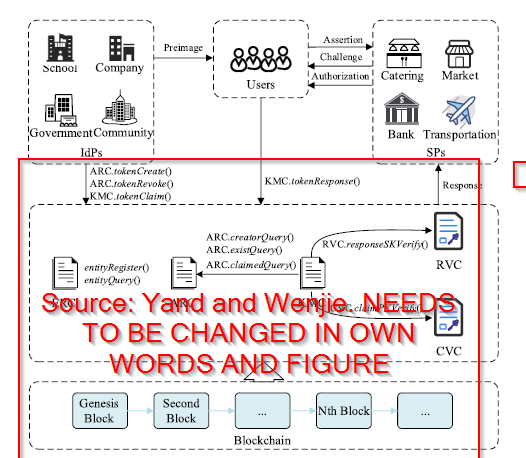 School
Company
Government
Community
IdPs
Preimage
Users
Assertion
Challenge
Authorization
Catering
Market
Bank
Transportation
SPs
ARC.tokenCreate()
ARC.tokenRevoke()
KMC.tokenClaim()
KMC.tokenResponse()
Response
entityRegister()
entityQuery()
ARC.creatorQuery()
ARC.existQuery()
ARC.claimedQuery()
RVC.responseSKVerify()
RVC
CVC
Source: Yard and Wenjie. NEEDS
TO BE CHANGED IN OWN
WORDS AND FIGURE
Genesis
Block
Second
Block
...
Nth Block
...
Blockchain